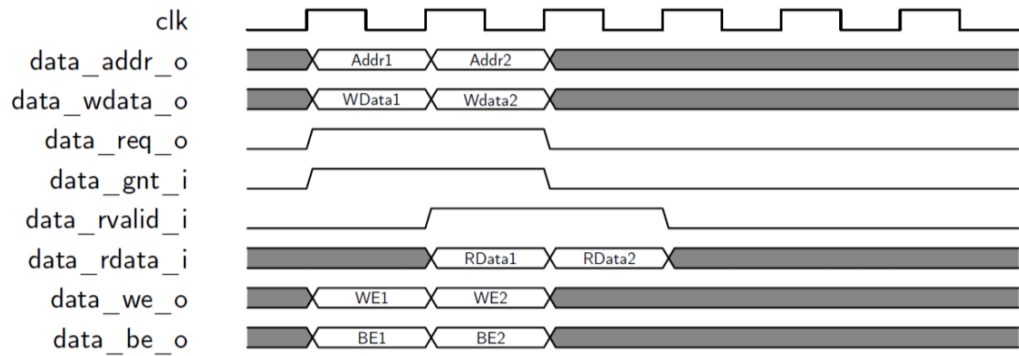 clk
data_addr_o Addr1 Addr2
data_wdata_o WData1 Wdata2
data_req_o
data_gnt_i
data_rvalid_i
data_rdata_i RData1 RData2
data_we_o WE1 WE2
data_be_o BE1 BE2